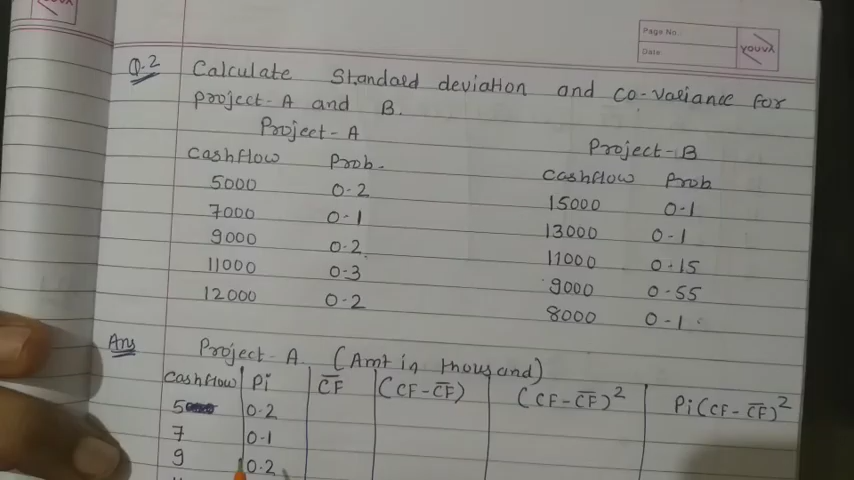 Page No.:
Date:
YOUVA
Q.2 Calculate Standard deviation and co-variance for
project-A and B.
Project-A
Cashflow Prob.
5000 0.2
7000 0.1
9000 0.2
11000 0.3
12000 0.2
Project-B
Cashflow Prob
15000 0.1
13000 0.1
11000 0.15
9000 0.55
8000 0.1
Ans Project-A. (Amt in thousand)
Cashflow Pi C̅F̅ (CF-C̅F̅) (CF-C̅F̅)² Pi(CF-C̅F̅)²
5 0.2
7 0.1
9 0.2